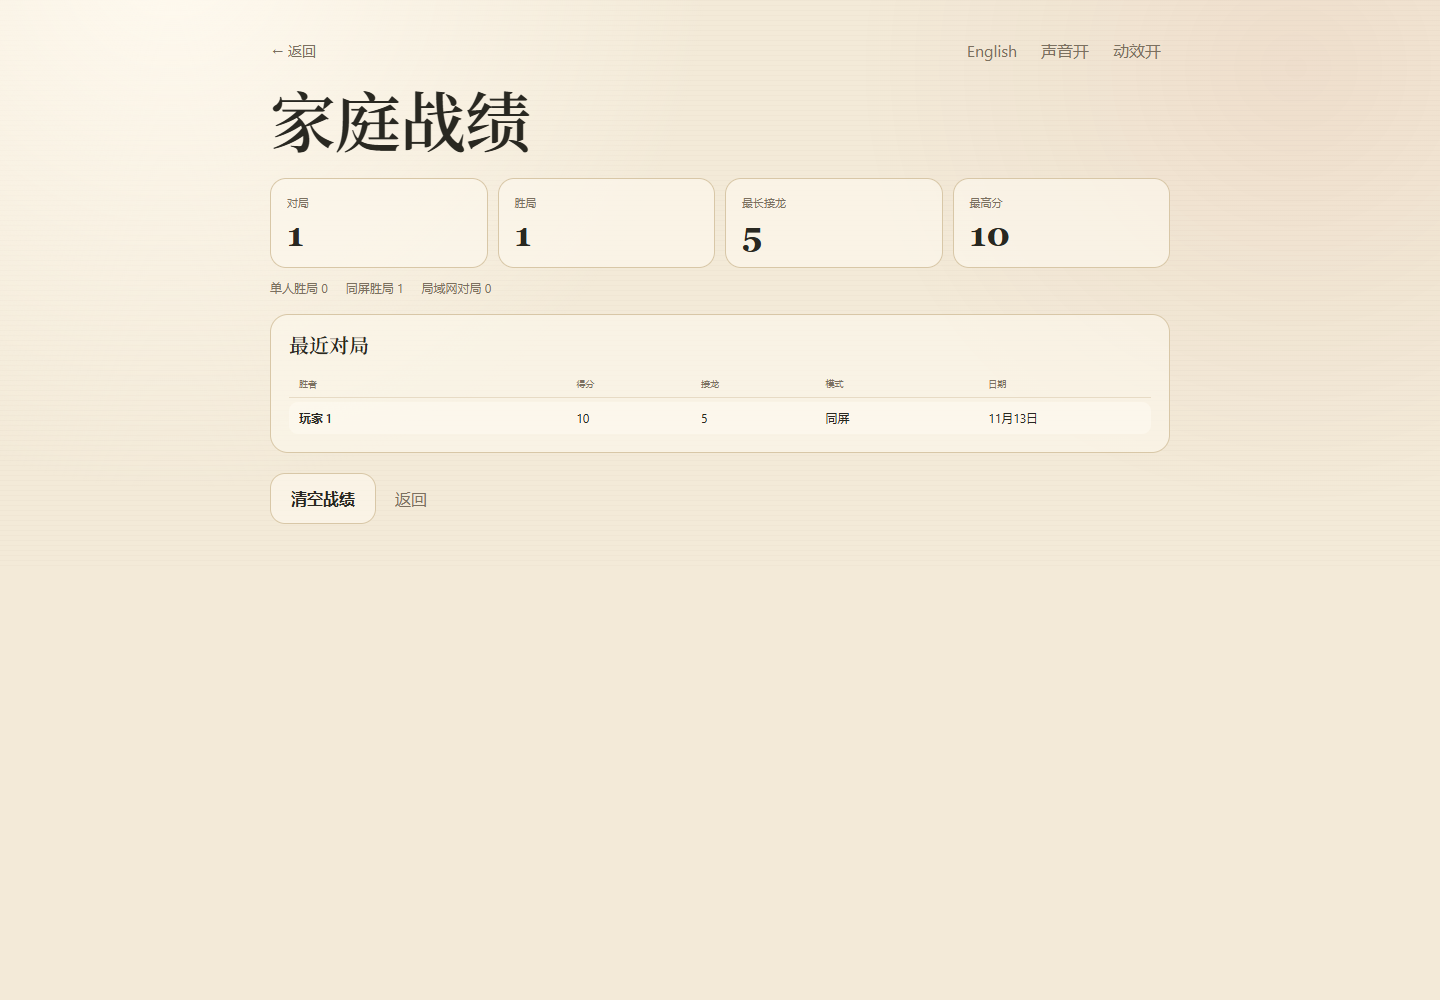 ← 返回 English 声音开 动效开
家庭战绩
对局 胜局 最长接龙 最高分
1 1 5 10
单人胜局 0 同屏胜局 1 局域网对局 0
最近对局
胜者 得分 接龙 模式 日期
玩家 1 10 5 同屏 11月13日
清空战绩 返回